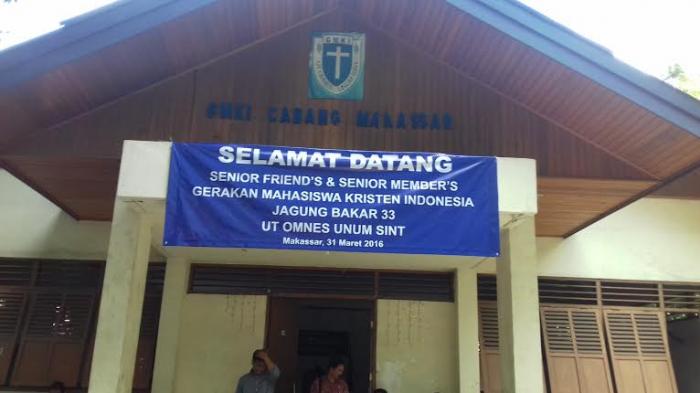 GMKI
GMKI CABANG MAKASSAR
SELAMAT DATANG
SENIOR FRIEND'S & SENIOR MEMBER'S
GERAKAN MAHASISWA KRISTEN INDONESIA
JAGUNG BAKAR 33
UT OMNES UNUM SINT
Makassar, 31 Maret 2016